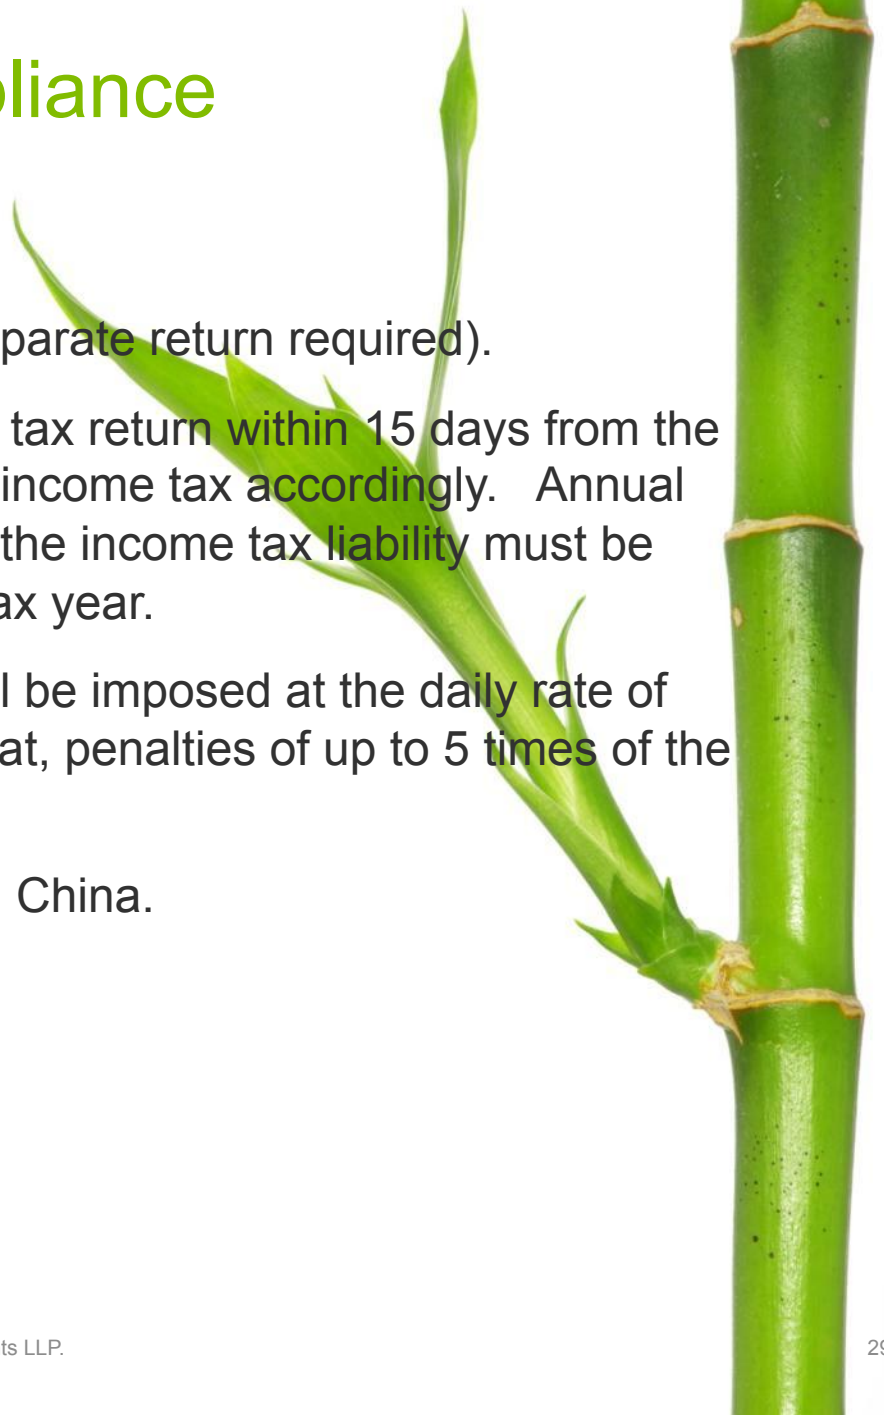 pliance
parate return required).
tax return within 15 days from the
income tax accordingly.   Annual
the income tax liability must be
ax year.
l be imposed at the daily rate of
at, penalties of up to 5 times of the
China.
ts LLP.
29